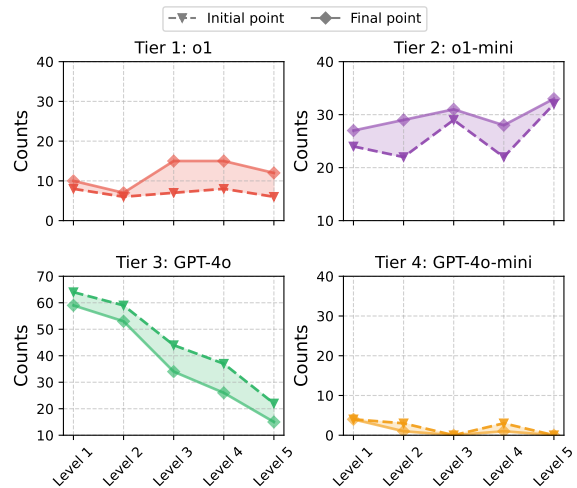 Initial point Final point
Tier 1: o1
Counts
40
30
20
10
0
Tier 2: o1-mini
Counts
40
30
20
10
Tier 3: GPT-4o
Counts
70
60
50
40
30
20
10
Level 1 Level 2 Level 3 Level 4 Level 5
Tier 4: GPT-4o-mini
Counts
40
30
20
10
0
Level 1 Level 2 Level 3 Level 4 Level 5